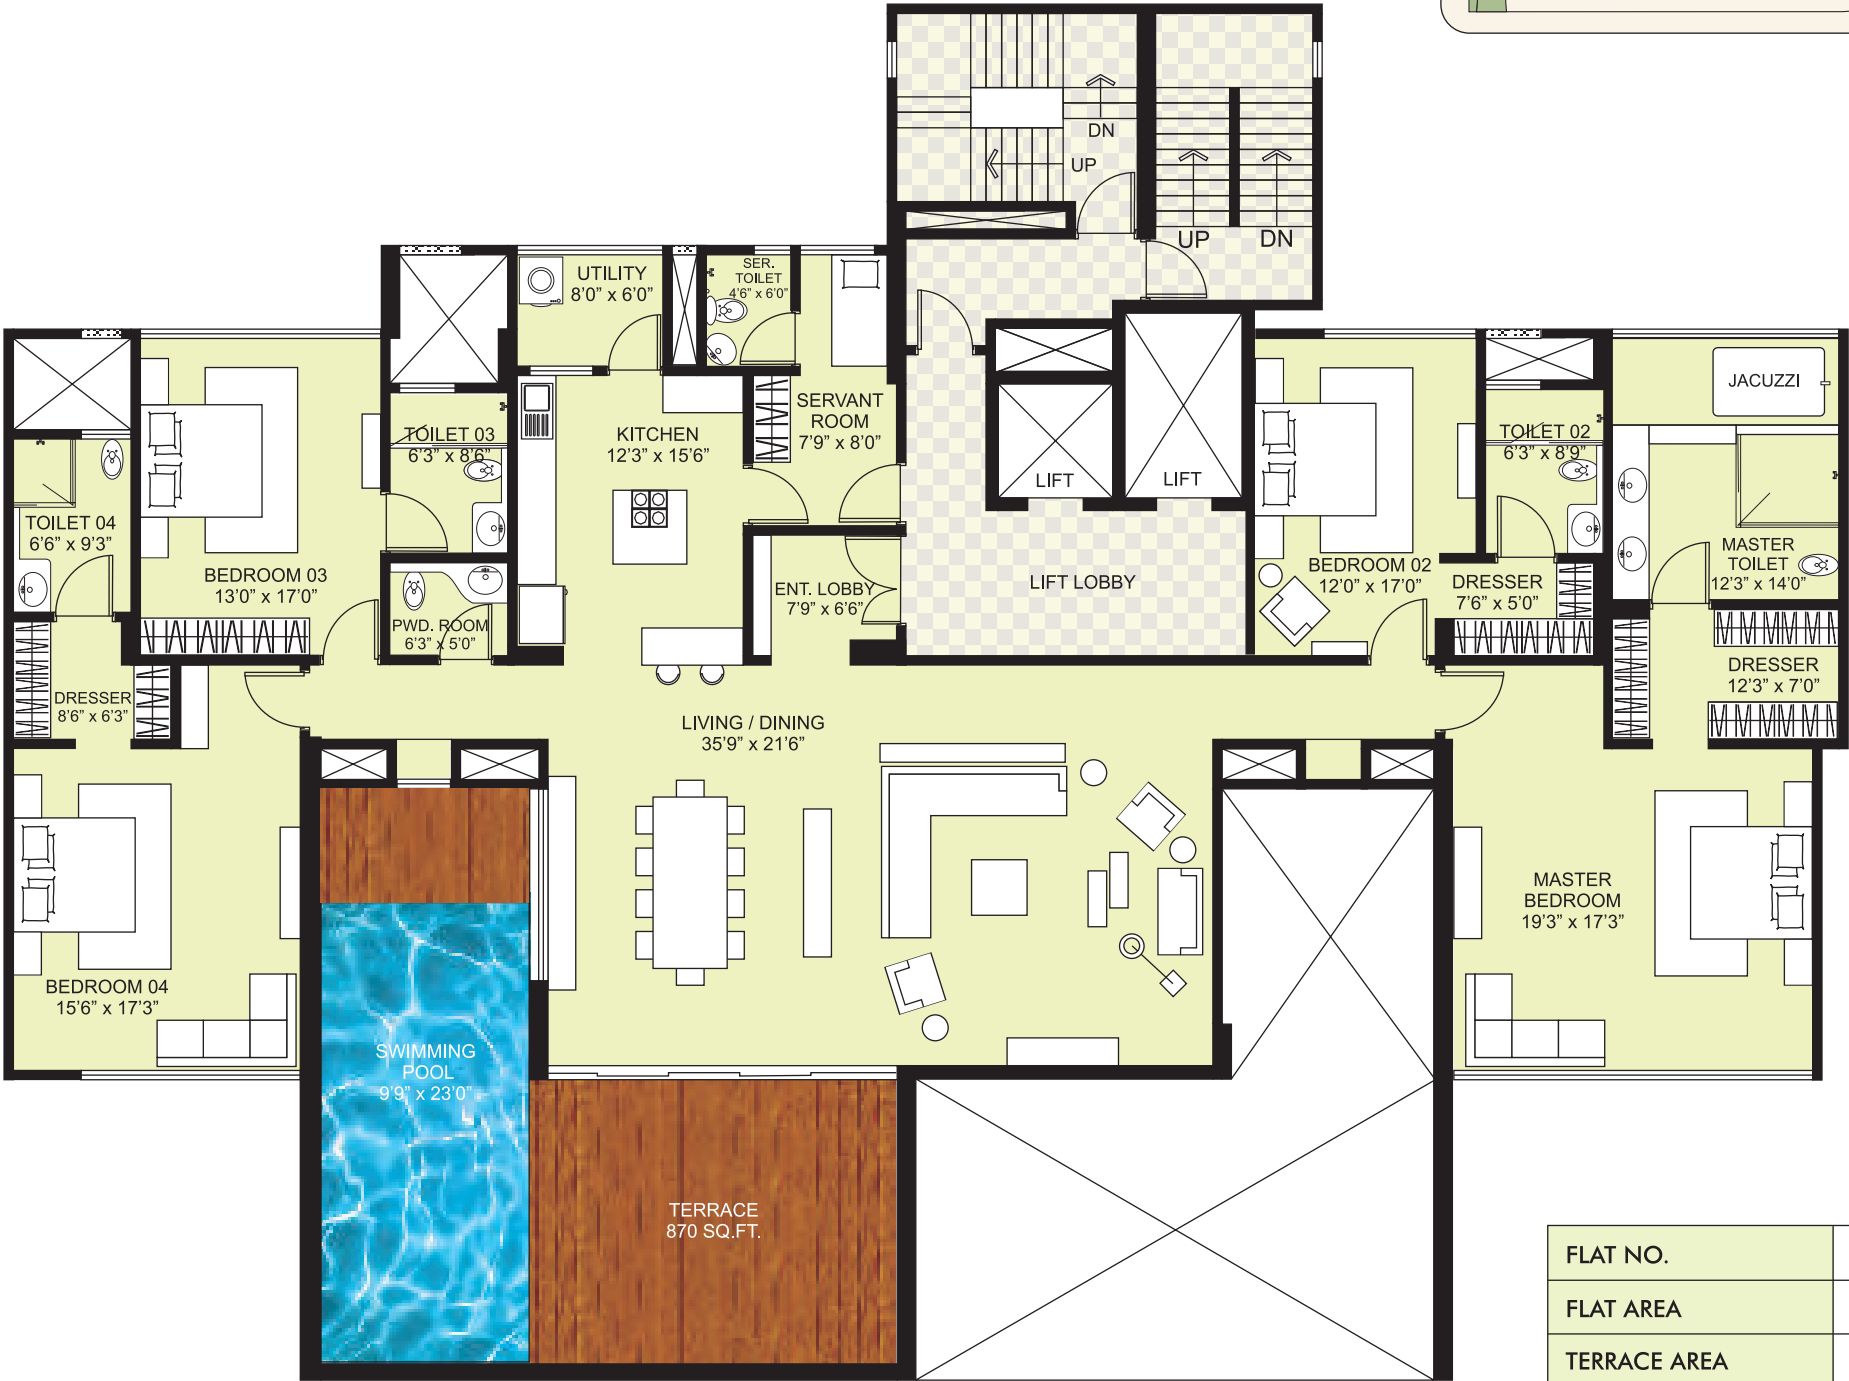 DN
UP
UP
DN
UTILITY
8'0" x 6'0"
SER.
TOILET
4'6" x 6'0"
SERVANT
ROOM
7'9" x 8'0"
KITCHEN
12'3" x 15'6"
TOILET 03
6'3" x 8'6"
TOILET 04
6'6" x 9'3"
BEDROOM 03
13'0" x 17'0"
PWD. ROOM
6'3" x 5'0"
ENT. LOBBY
7'9" x 6'6"
LIFT
LIFT
LIFT LOBBY
BEDROOM 02
12'0" x 17'0"
TOILET 02
6'3" x 8'9"
DRESSER
7'6" x 5'0"
JACUZZI
MASTER
TOILET
12'3" x 14'0"
DRESSER
12'3" x 7'0"
DRESSER
8'6" x 6'3"
LIVING / DINING
35'9" x 21'6"
MASTER
BEDROOM
19'3" x 17'3"
BEDROOM 04
15'6" x 17'3"
SWIMMING
POOL
9'9" x 23'0"
TERRACE
870 SQ.FT.
FLAT NO.
FLAT AREA
TERRACE AREA